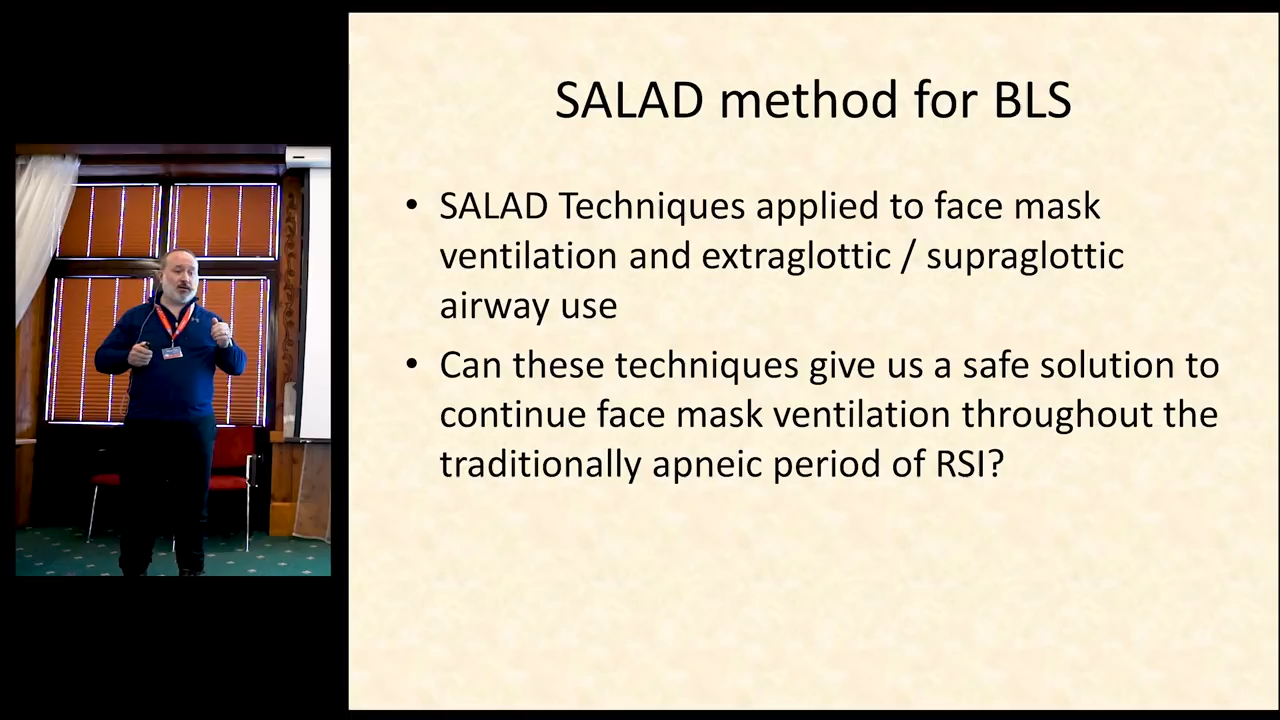 SALAD method for BLS
• SALAD Techniques applied to face mask
ventilation and extraglottic / supraglottic
airway use
• Can these techniques give us a safe solution to
continue face mask ventilation throughout the
traditionally apneic period of RSI?